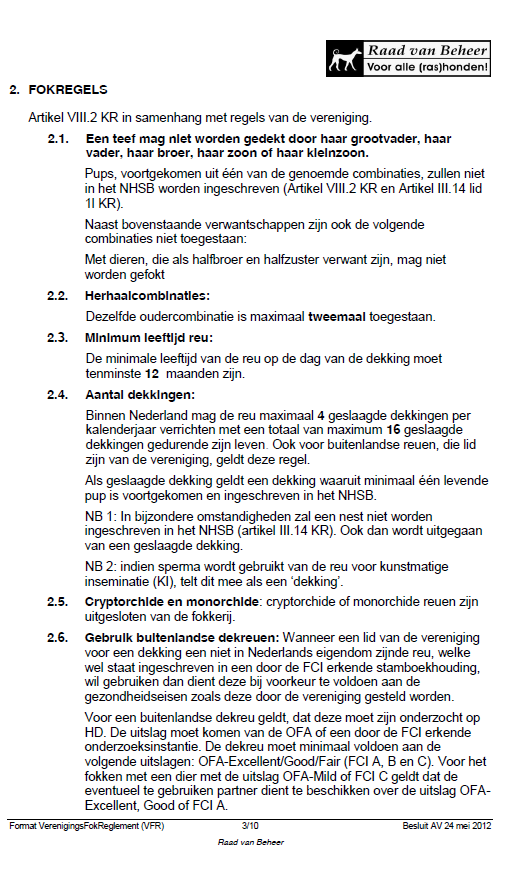 Raad van Beheer
Voor alle (ras)honden!
2. FOKREGELS
Artikel VIII.2 KR in samenhang met regels van de vereniging.
2.1. Een teef mag niet worden gedekt door haar grootvader, haar
vader, haar broer, haar zoon of haar kleinzoon.
Pups, voortgekomen uit één van de genoemde combinaties, zullen niet
in het NHSB worden ingeschreven (Artikel VIII.2 KR en Artikel III.14 lid
1l KR).
Naast bovenstaande verwantschappen zijn ook de volgende
combinaties niet toegestaan:
Met dieren, die als halfbroer en halfzuster verwant zijn, mag niet
worden gefokt
2.2. Herhaalcombinaties:
Dezelfde oudercombinatie is maximaal tweemaal toegestaan.
2.3. Minimum leeftijd reu:
De minimale leeftijd van de reu op de dag van de dekking moet
tenminste 12 maanden zijn.
2.4. Aantal dekkingen:
Binnen Nederland mag de reu maximaal 4 geslaagde dekkingen per
kalenderjaar verrichten met een totaal van maximum 16 geslaagde
dekkingen gedurende zijn leven. Ook voor buitenlandse reuen, die lid
zijn van de vereniging, geldt deze regel.
Als geslaagde dekking geldt een dekking waaruit minimaal één levende
pup is voortgekomen en ingeschreven in het NHSB.
NB 1: In bijzondere omstandigheden zal een nest niet worden
ingeschreven in het NHSB (artikel III.14 KR). Ook dan wordt uitgegaan
van een geslaagde dekking.
NB 2: indien sperma wordt gebruikt van de reu voor kunstmatige
inseminatie (KI), telt dit mee als een ‘dekking’.
2.5. Cryptorchide en monorchide: cryptorchide of monorchide reuen zijn
uitgesloten van de fokkerij.
2.6. Gebruik buitenlandse dekreuen: Wanneer een lid van de vereniging
voor een dekking een niet in Nederlands eigendom zijnde reu, welke
wel staat ingeschreven in een door de FCI erkende stamboekhouding,
wil gebruiken dan dient deze bij voorkeur te voldoen aan de
gezondheidseisen zoals deze door de vereniging gesteld worden.
Voor een buitenlandse dekreu geldt, dat deze moet zijn onderzocht op
HD. De uitslag moet komen van de OFA of een door de FCI erkende
onderzoeksinstantie. De dekreu moet minimaal voldoen aan de
volgende uitslagen: OFA-Excellent/Good/Fair (FCI A, B en C). Voor het
fokken met een dier met de uitslag OFA-Mild of FCI C geldt dat de
eventueel te gebruiken partner dient te beschikken over de uitslag OFA-
Excellent, Good of FCI A.
Format VerenigingsFokReglement (VFR) 3/10 Besluit AV 24 mei 2012
Raad van Beheer